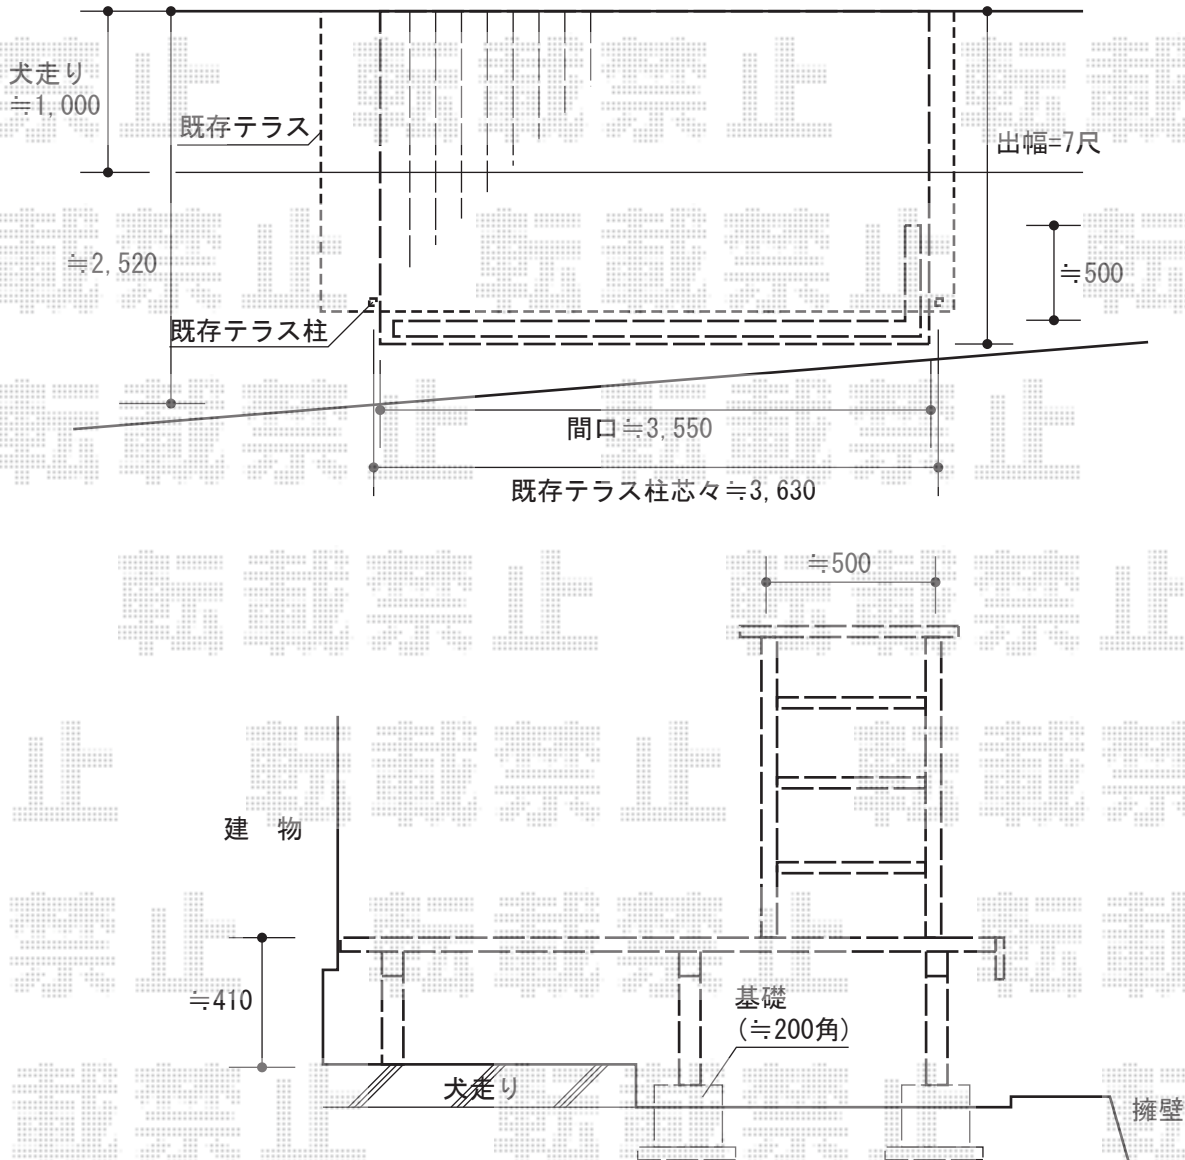 犬走り
≒1,000
既存テラス
出幅=7尺
≒2,520
≒500
既存テラス柱
間口≒3,550
既存テラス柱芯々≒3,630
≒500
建　物
≒410
基礎
(≒200角)
犬走り
擁壁
転載禁止